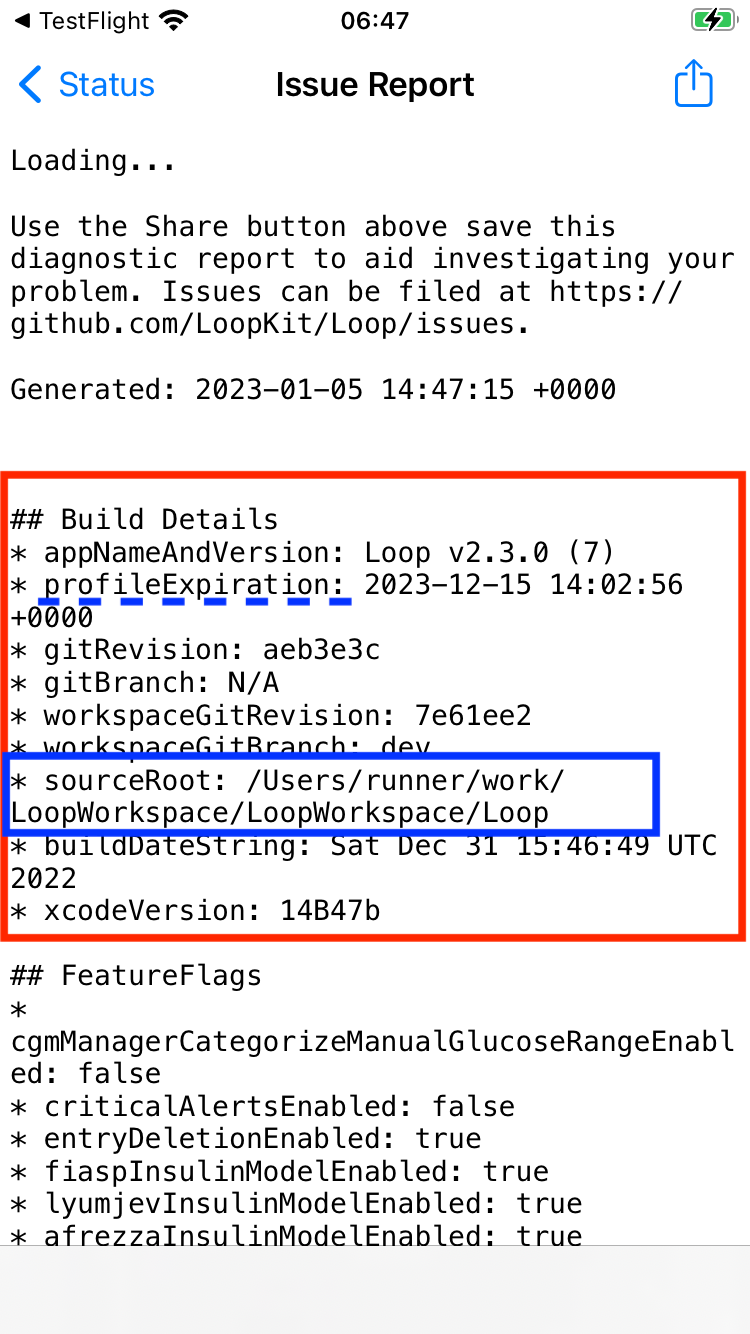 ◀ TestFlight 06:47
Status Issue Report
Loading...
Use the Share button above save this
diagnostic report to aid investigating your
problem. Issues can be filed at https://
github.com/LoopKit/Loop/issues.
Generated: 2023-01-05 14:47:15 +0000
## Build Details
* appNameAndVersion: Loop v2.3.0 (7)
* profileExpiration: 2023-12-15 14:02:56
+0000
* gitRevision: aeb3e3c
* gitBranch: N/A
* workspaceGitRevision: 7e61ee2
* workspaceGitBranch: dev
* sourceRoot: /Users/runner/work/
LoopWorkspace/LoopWorkspace/Loop
* buildDateString: Sat Dec 31 15:46:49 UTC
2022
* xcodeVersion: 14B47b
## FeatureFlags
*
cgmManagerCategorizeManualGlucoseRangeEnabl
ed: false
* criticalAlertsEnabled: false
* entryDeletionEnabled: true
* fiaspInsulinModelEnabled: true
* lyumjevInsulinModelEnabled: true
* afrezzaInsulinModelEnabled: true